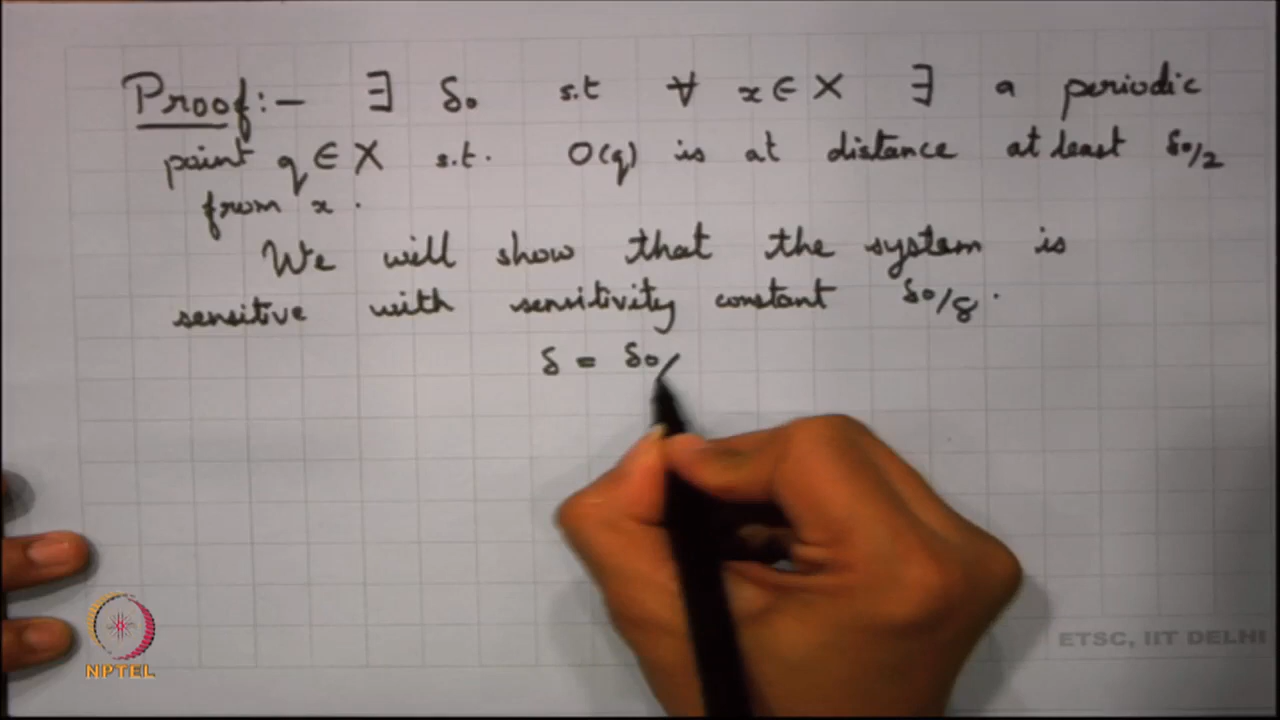 Proof:- ∃ δ₀ s.t ∀ x ∈ X ∃ a periodic
point q ∈ X s.t. O(q) is at distance at least δ₀/2
from x.
We will show that the system is
sensitive with sensitivity constant δ₀/8.
δ = δ₀/
NPTEL
ETSC, IIT DELHI